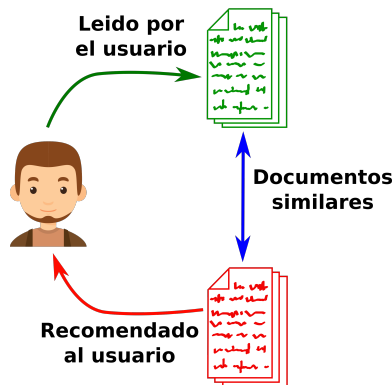 Leido por
el usuario
Documentos
similares
Recomendado
al usuario